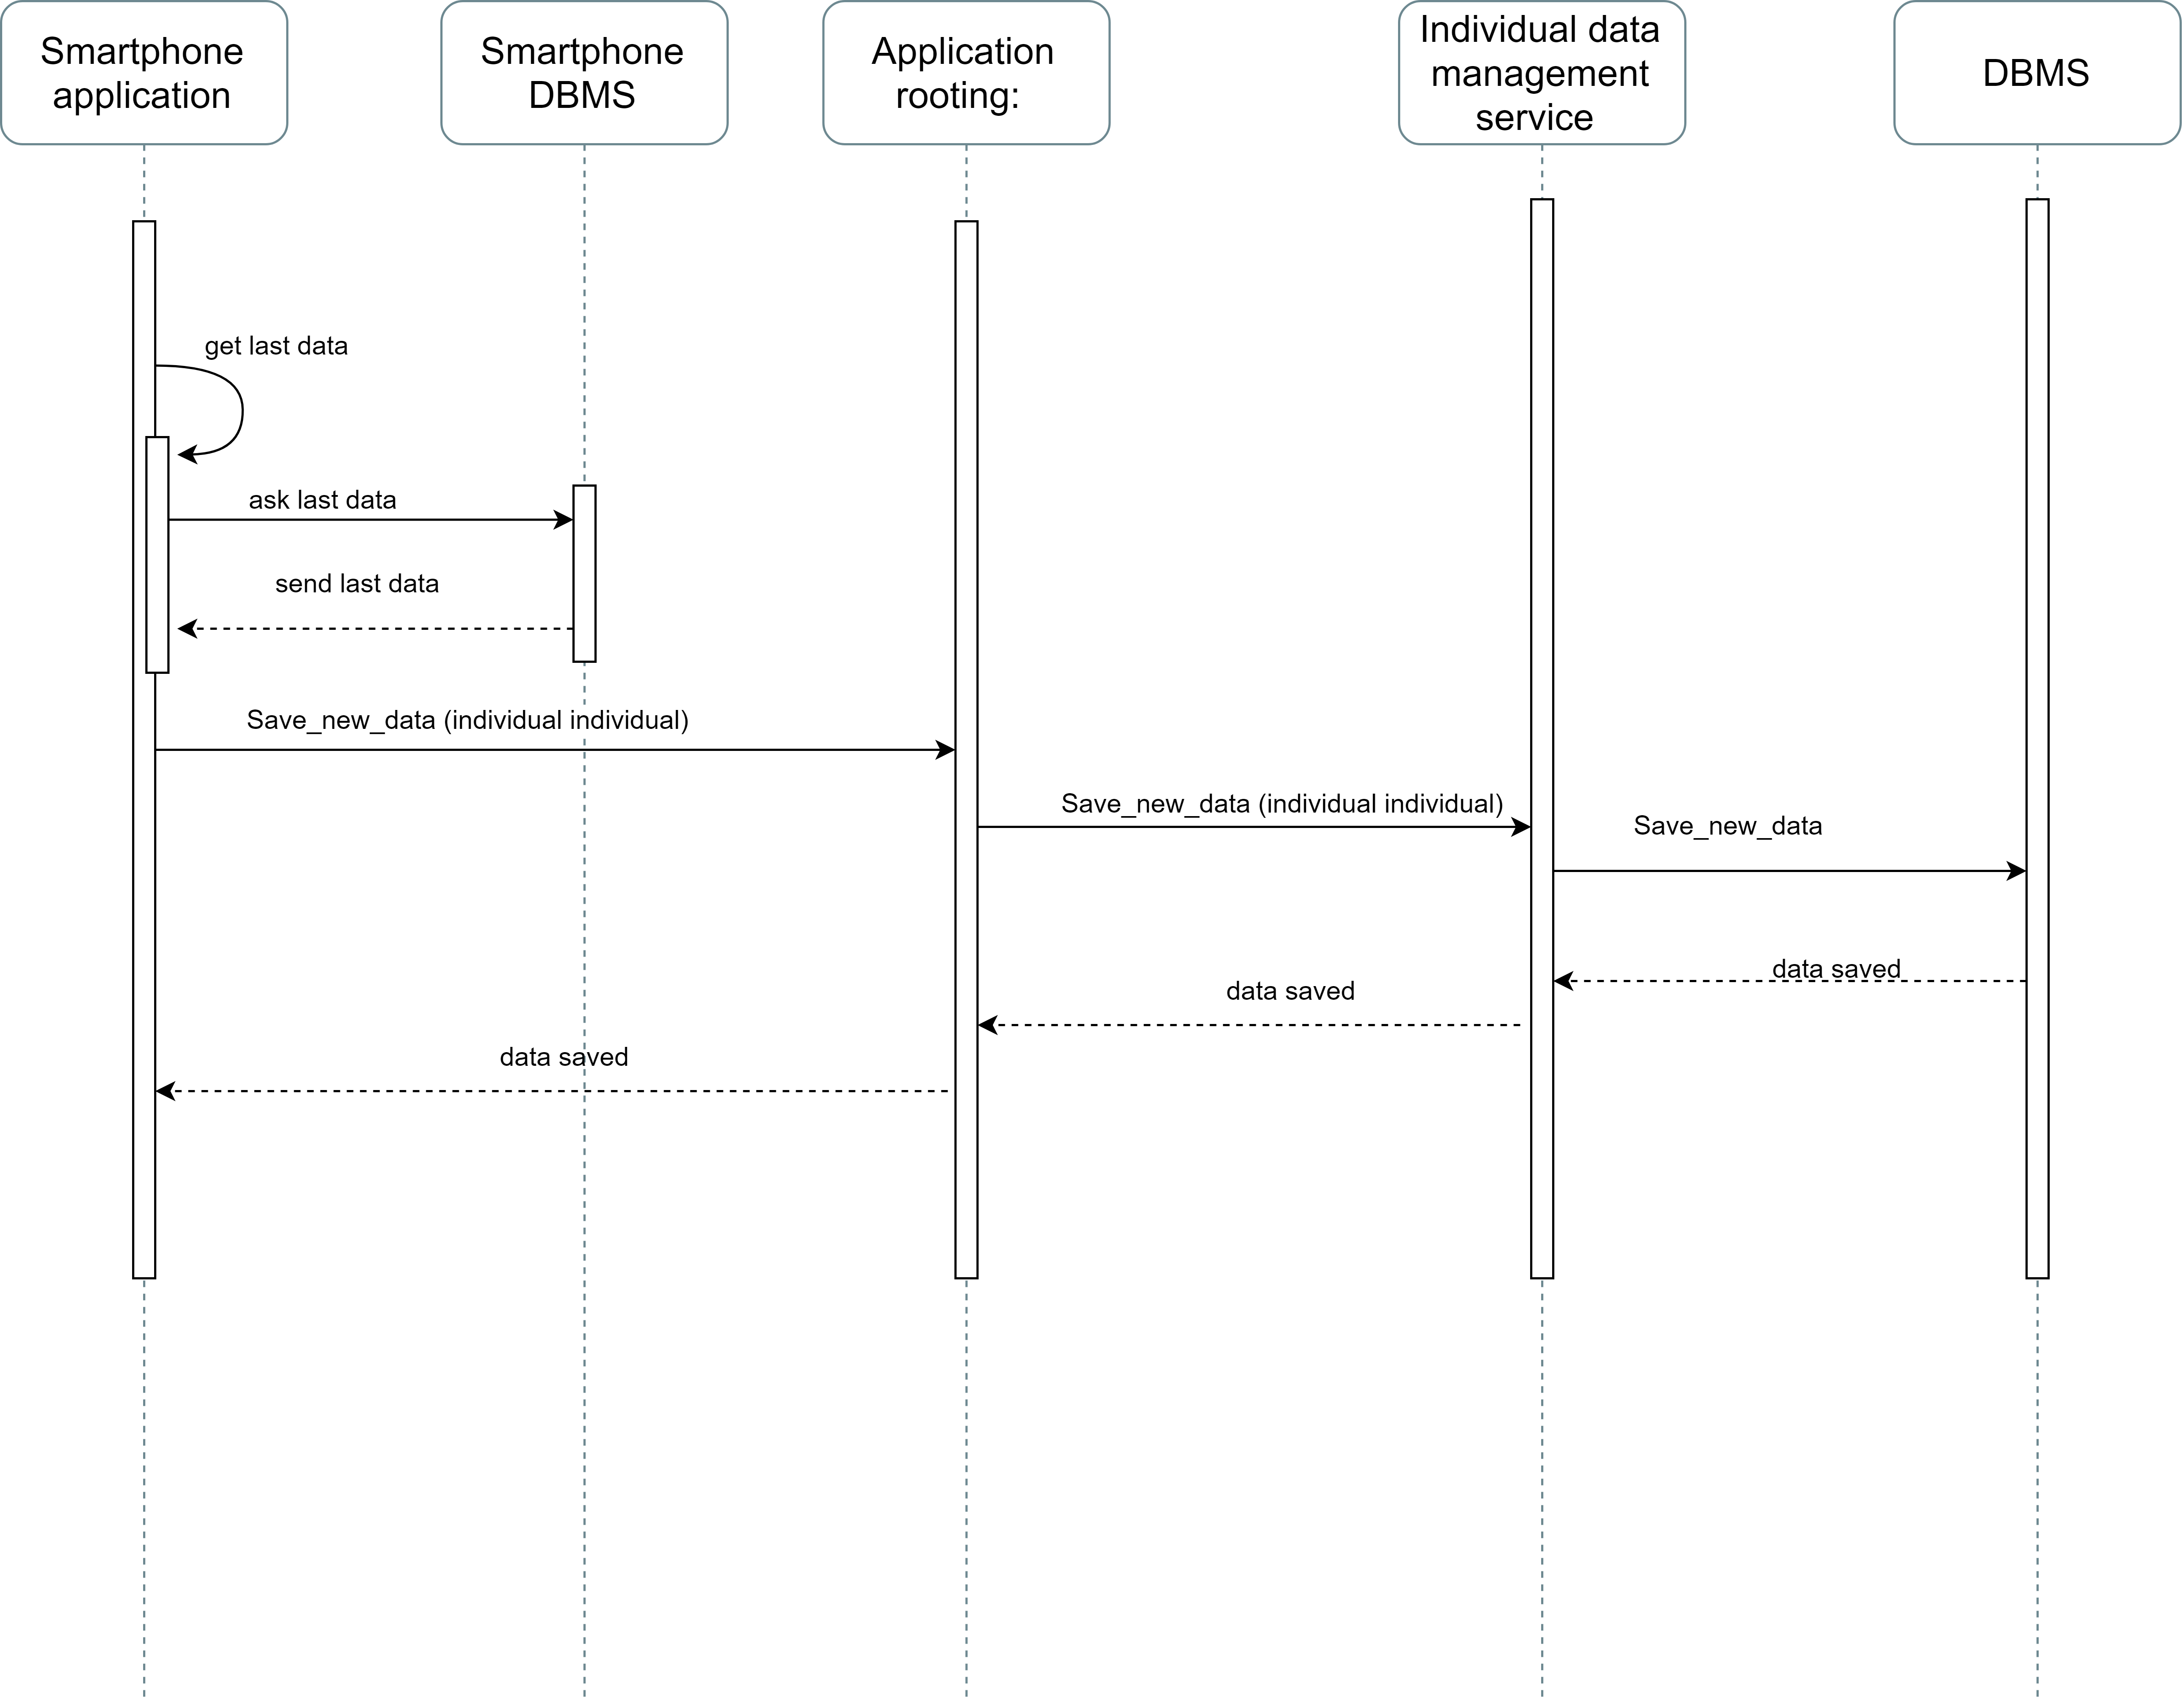 Smartphone
application
Smartphone
DBMS
Application
rooting:
Individual data
management
service
DBMS
get last data
ask last data
send last data
Save_new_data (individual individual)
Save_new_data (individual individual)
Save_new_data
data saved
data saved
data saved